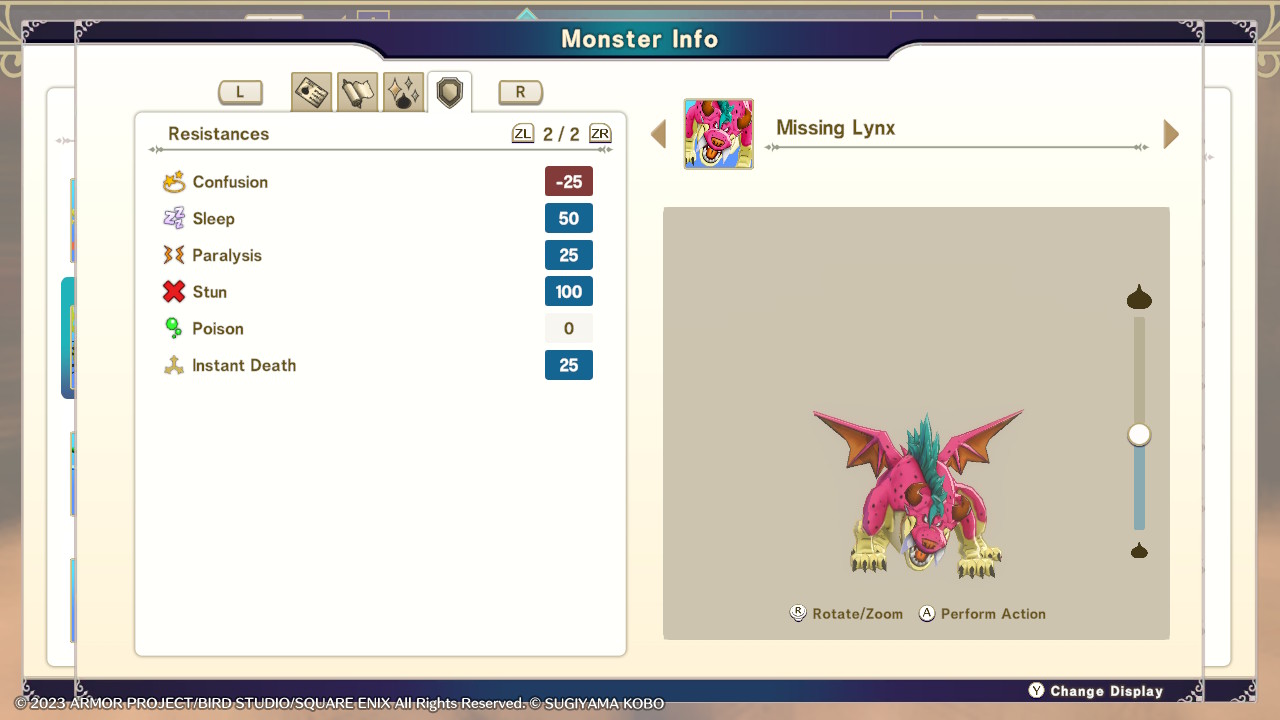 Monster Info
L
R
Resistances
ZL 2 / 2 ZR
Confusion -25
Sleep 50
Paralysis 25
Stun 100
Poison 0
Instant Death 25
Missing Lynx
R Rotate/Zoom A Perform Action
Y Change Display
© 2023 ARMOR PROJECT/BIRD STUDIO/SQUARE ENIX All Rights Reserved. © SUGIYAMA KOBO